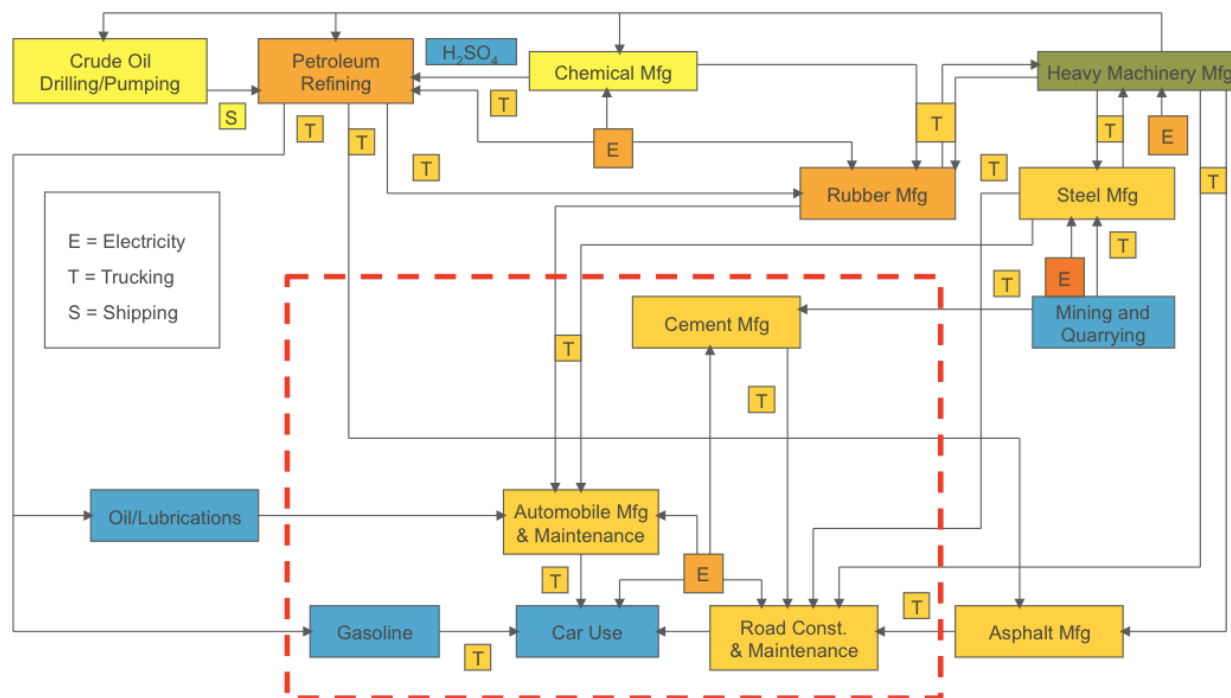 Crude Oil
Drilling/Pumping
Petroleum
Refining
H₂SO₄
Chemical Mfg
Heavy Machinery Mfg
S
T
T
T
T
E
T
T
E
T
T
Rubber Mfg
Steel Mfg
E = Electricity
T = Trucking
S = Shipping
T
T
E
Cement Mfg
Mining and
Quarrying
T
T
Oil/Lubrications
Automobile Mfg
& Maintenance
T
E
T
Gasoline
T
Car Use
Road Const.
& Maintenance
Asphalt Mfg